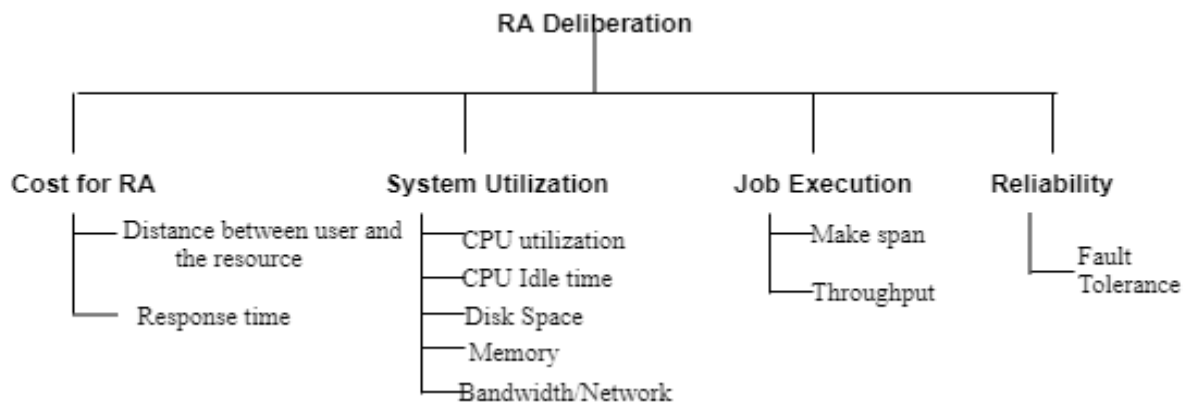 RA Deliberation
Cost for RA
Distance between user and
the resource
Response time
System Utilization
CPU utilization
CPU Idle time
Disk Space
Memory
Bandwidth/Network
Job Execution
Make span
Throughput
Reliability
Fault
Tolerance